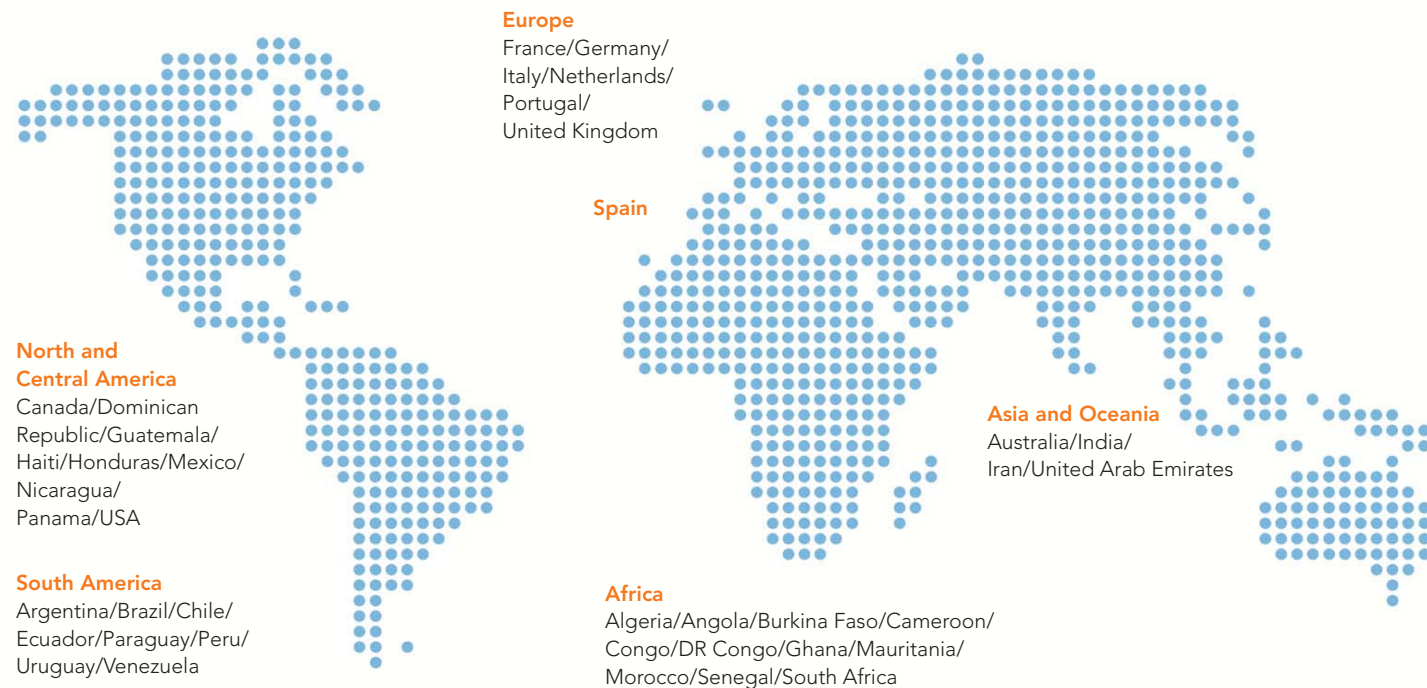 Europe
France/Germany/
Italy/Netherlands/
Portugal/
United Kingdom
Spain
North and
Central America
Canada/Dominican
Republic/Guatemala/
Haiti/Honduras/Mexico/
Nicaragua/
Panama/USA
Asia and Oceania
Australia/India/
Iran/United Arab Emirates
South America
Argentina/Brazil/Chile/
Ecuador/Paraguay/Peru/
Uruguay/Venezuela
Africa
Algeria/Angola/Burkina Faso/Cameroon/
Congo/DR Congo/Ghana/Mauritania/
Morocco/Senegal/South Africa